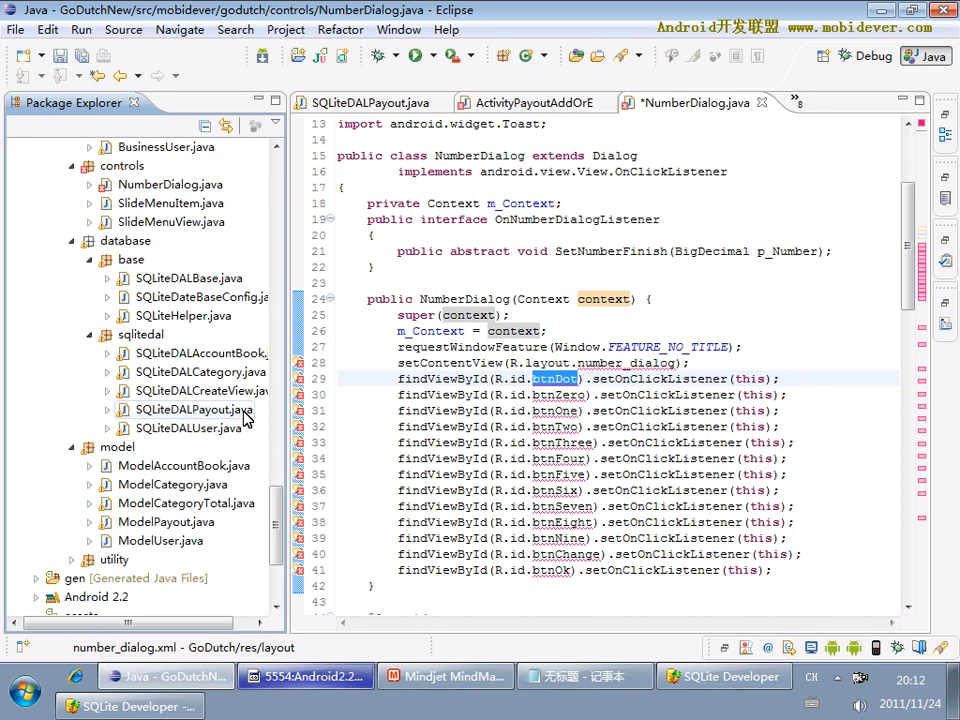 Java - GoDutchNew/src/mobidever/godutch/controls/NumberDialog.java - Eclipse
File Edit Run Source Navigate Search Project Refactor Window Help
Android开发联盟 www.mobidever.com
Debug Java
Package Explorer
SQLiteDALPayout.java ActivityPayoutAddOrE *NumberDialog.java »8
BusinessUser.java
controls
NumberDialog.java
SlideMenuItem.java
SlideMenuView.java
database
base
SQLiteDALBase.java
SQLiteDateBaseConfig.ja
SQLiteHelper.java
sqlitedal
SQLiteDALAccountBook.
SQLiteDALCategory.java
SQLiteDALCreateView.jav
SQLiteDALPayout.java
SQLiteDALUser.java
model
ModelAccountBook.java
ModelCategory.java
ModelCategoryTotal.java
ModelPayout.java
ModelUser.java
utility
gen [Generated Java Files]
Android 2.2
13 import android.widget.Toast;
14
15 public class NumberDialog extends Dialog
16 implements android.view.View.OnClickListener
17 {
18 private Context m_Context;
19 public interface OnNumberDialogListener
20 {
21 public abstract void SetNumberFinish(BigDecimal p_Number);
22 }
23
24 public NumberDialog(Context context) {
25 super(context);
26 m_Context = context;
27 requestWindowFeature(Window.FEATURE_NO_TITLE);
28 setContentView(R.layout.number_dialog);
29 findViewById(R.id.btnDot).setOnClickListener(this);
30 findViewById(R.id.btnZero).setOnClickListener(this);
31 findViewById(R.id.btnOne).setOnClickListener(this);
32 findViewById(R.id.btnTwo).setOnClickListener(this);
33 findViewById(R.id.btnThree).setOnClickListener(this);
34 findViewById(R.id.btnFour).setOnClickListener(this);
35 findViewById(R.id.btnFive).setOnClickListener(this);
36 findViewById(R.id.btnSix).setOnClickListener(this);
37 findViewById(R.id.btnSeven).setOnClickListener(this);
38 findViewById(R.id.btnEight).setOnClickListener(this);
39 findViewById(R.id.btnNine).setOnClickListener(this);
40 findViewById(R.id.btnChange).setOnClickListener(this);
41 findViewById(R.id.btnOk).setOnClickListener(this);
42 }
43
number_dialog.xml - GoDutch/res/layout
Java - GoDutchN... 5554:Android2.2... Mindjet MindMa... 无标题 - 记事本 SQLite Developer CH 20:12
SQLite Developer -... 2011/11/24